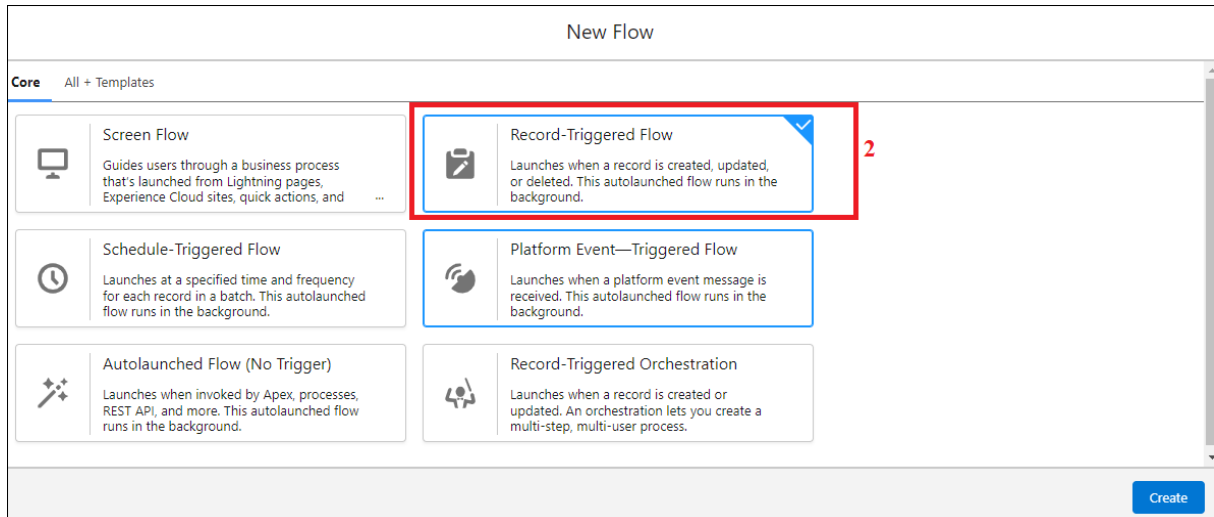 New Flow
Core All + Templates
Screen Flow
Guides users through a business process
that's launched from Lightning pages,
Experience Cloud sites, quick actions, and ...
Record-Triggered Flow
Launches when a record is created, updated,
or deleted. This autolaunched flow runs in the
background.
2
Schedule-Triggered Flow
Launches at a specified time and frequency
for each record in a batch. This autolaunched
flow runs in the background.
Platform Event—Triggered Flow
Launches when a platform event message is
received. This autolaunched flow runs in the
background.
Autolaunched Flow (No Trigger)
Launches when invoked by Apex, processes,
REST API, and more. This autolaunched flow
runs in the background.
Record-Triggered Orchestration
Launches when a record is created or
updated. An orchestration lets you create a
multi-step, multi-user process.
Create